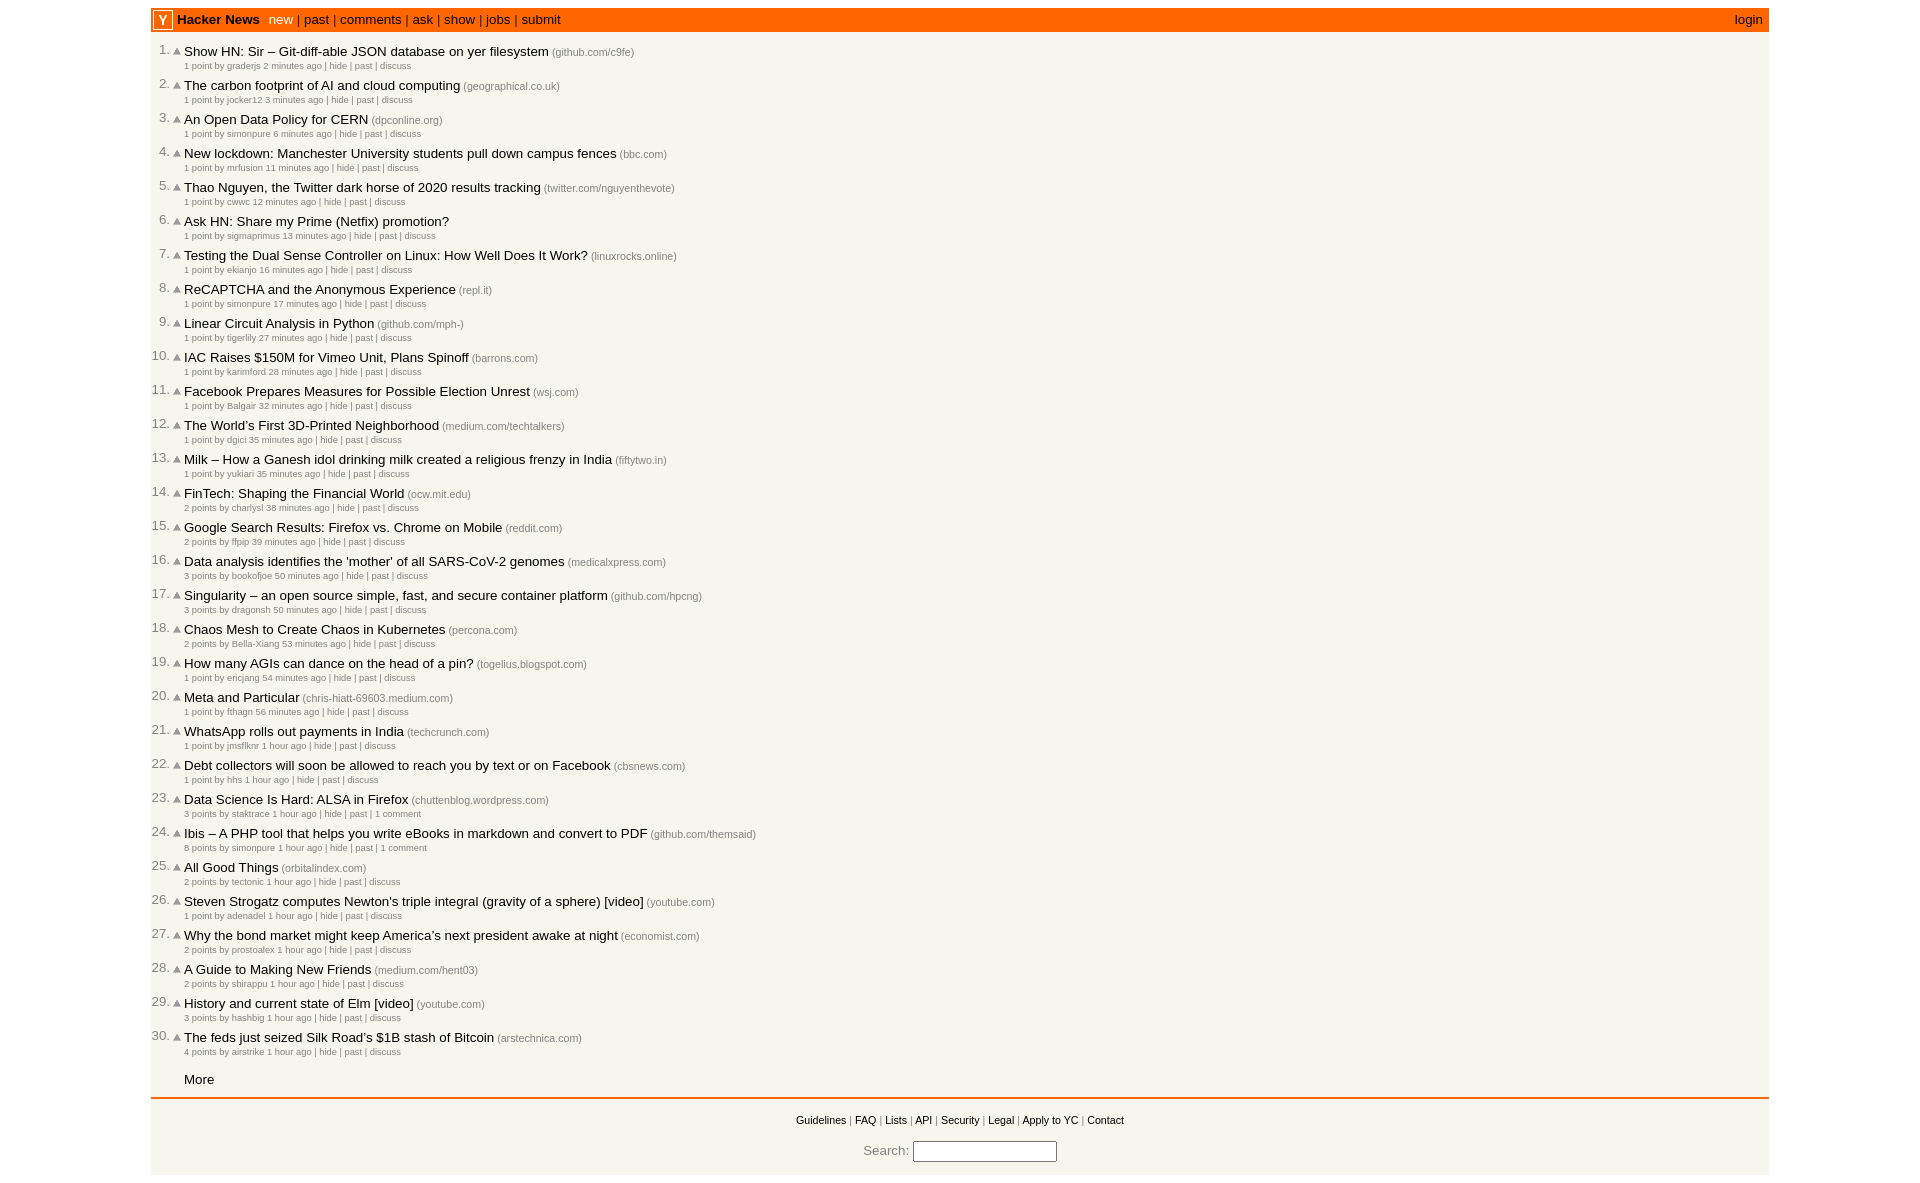 Y Hacker News new | past | comments | ask | show | jobs | submit login
1. Show HN: Sir – Git-diff-able JSON database on yer filesystem (github.com/c9fe)
1 point by graderjs 2 minutes ago | hide | past | discuss
2. The carbon footprint of AI and cloud computing (geographical.co.uk)
1 point by jocker12 3 minutes ago | hide | past | discuss
3. An Open Data Policy for CERN (dpconline.org)
1 point by simonpure 6 minutes ago | hide | past | discuss
4. New lockdown: Manchester University students pull down campus fences (bbc.com)
1 point by mrfusion 11 minutes ago | hide | past | discuss
5. Thao Nguyen, the Twitter dark horse of 2020 results tracking (twitter.com/nguyenthevote)
1 point by cwwc 12 minutes ago | hide | past | discuss
6. Ask HN: Share my Prime (Netfix) promotion?
1 point by sigmaprimus 13 minutes ago | hide | past | discuss
7. Testing the Dual Sense Controller on Linux: How Well Does It Work? (linuxrocks.online)
1 point by ekianjo 16 minutes ago | hide | past | discuss
8. ReCAPTCHA and the Anonymous Experience (repl.it)
1 point by simonpure 17 minutes ago | hide | past | discuss
9. Linear Circuit Analysis in Python (github.com/mph-)
1 point by tigerlily 27 minutes ago | hide | past | discuss
10. IAC Raises $150M for Vimeo Unit, Plans Spinoff (barrons.com)
1 point by karimford 28 minutes ago | hide | past | discuss
11. Facebook Prepares Measures for Possible Election Unrest (wsj.com)
1 point by Balgair 32 minutes ago | hide | past | discuss
12. The World’s First 3D-Printed Neighborhood (medium.com/techtalkers)
1 point by dgici 35 minutes ago | hide | past | discuss
13. Milk – How a Ganesh idol drinking milk created a religious frenzy in India (fiftytwo.in)
1 point by yukiari 35 minutes ago | hide | past | discuss
14. FinTech: Shaping the Financial World (ocw.mit.edu)
2 points by charlysl 38 minutes ago | hide | past | discuss
15. Google Search Results: Firefox vs. Chrome on Mobile (reddit.com)
2 points by ffpip 39 minutes ago | hide | past | discuss
16. Data analysis identifies the 'mother' of all SARS-CoV-2 genomes (medicalxpress.com)
3 points by bookofjoe 50 minutes ago | hide | past | discuss
17. Singularity – an open source simple, fast, and secure container platform (github.com/hpcng)
3 points by dragonsh 50 minutes ago | hide | past | discuss
18. Chaos Mesh to Create Chaos in Kubernetes (percona.com)
2 points by Bella-Xiang 53 minutes ago | hide | past | discuss
19. How many AGIs can dance on the head of a pin? (togelius.blogspot.com)
1 point by ericjang 54 minutes ago | hide | past | discuss
20. Meta and Particular (chris-hiatt-69603.medium.com)
1 point by fthagn 56 minutes ago | hide | past | discuss
21. WhatsApp rolls out payments in India (techcrunch.com)
1 point by jmsflknr 1 hour ago | hide | past | discuss
22. Debt collectors will soon be allowed to reach you by text or on Facebook (cbsnews.com)
1 point by hhs 1 hour ago | hide | past | discuss
23. Data Science Is Hard: ALSA in Firefox (chuttenblog.wordpress.com)
3 points by staktrace 1 hour ago | hide | past | 1 comment
24. Ibis – A PHP tool that helps you write eBooks in markdown and convert to PDF (github.com/themsaid)
8 points by simonpure 1 hour ago | hide | past | 1 comment
25. All Good Things (orbitalindex.com)
2 points by tectonic 1 hour ago | hide | past | discuss
26. Steven Strogatz computes Newton's triple integral (gravity of a sphere) [video] (youtube.com)
1 point by adenadel 1 hour ago | hide | past | discuss
27. Why the bond market might keep America’s next president awake at night (economist.com)
2 points by prostoalex 1 hour ago | hide | past | discuss
28. A Guide to Making New Friends (medium.com/hent03)
2 points by shirappu 1 hour ago | hide | past | discuss
29. History and current state of Elm [video] (youtube.com)
3 points by hashbig 1 hour ago | hide | past | discuss
30. The feds just seized Silk Road’s $1B stash of Bitcoin (arstechnica.com)
4 points by airstrike 1 hour ago | hide | past | discuss
More
Guidelines | FAQ | Lists | API | Security | Legal | Apply to YC | Contact
Search: